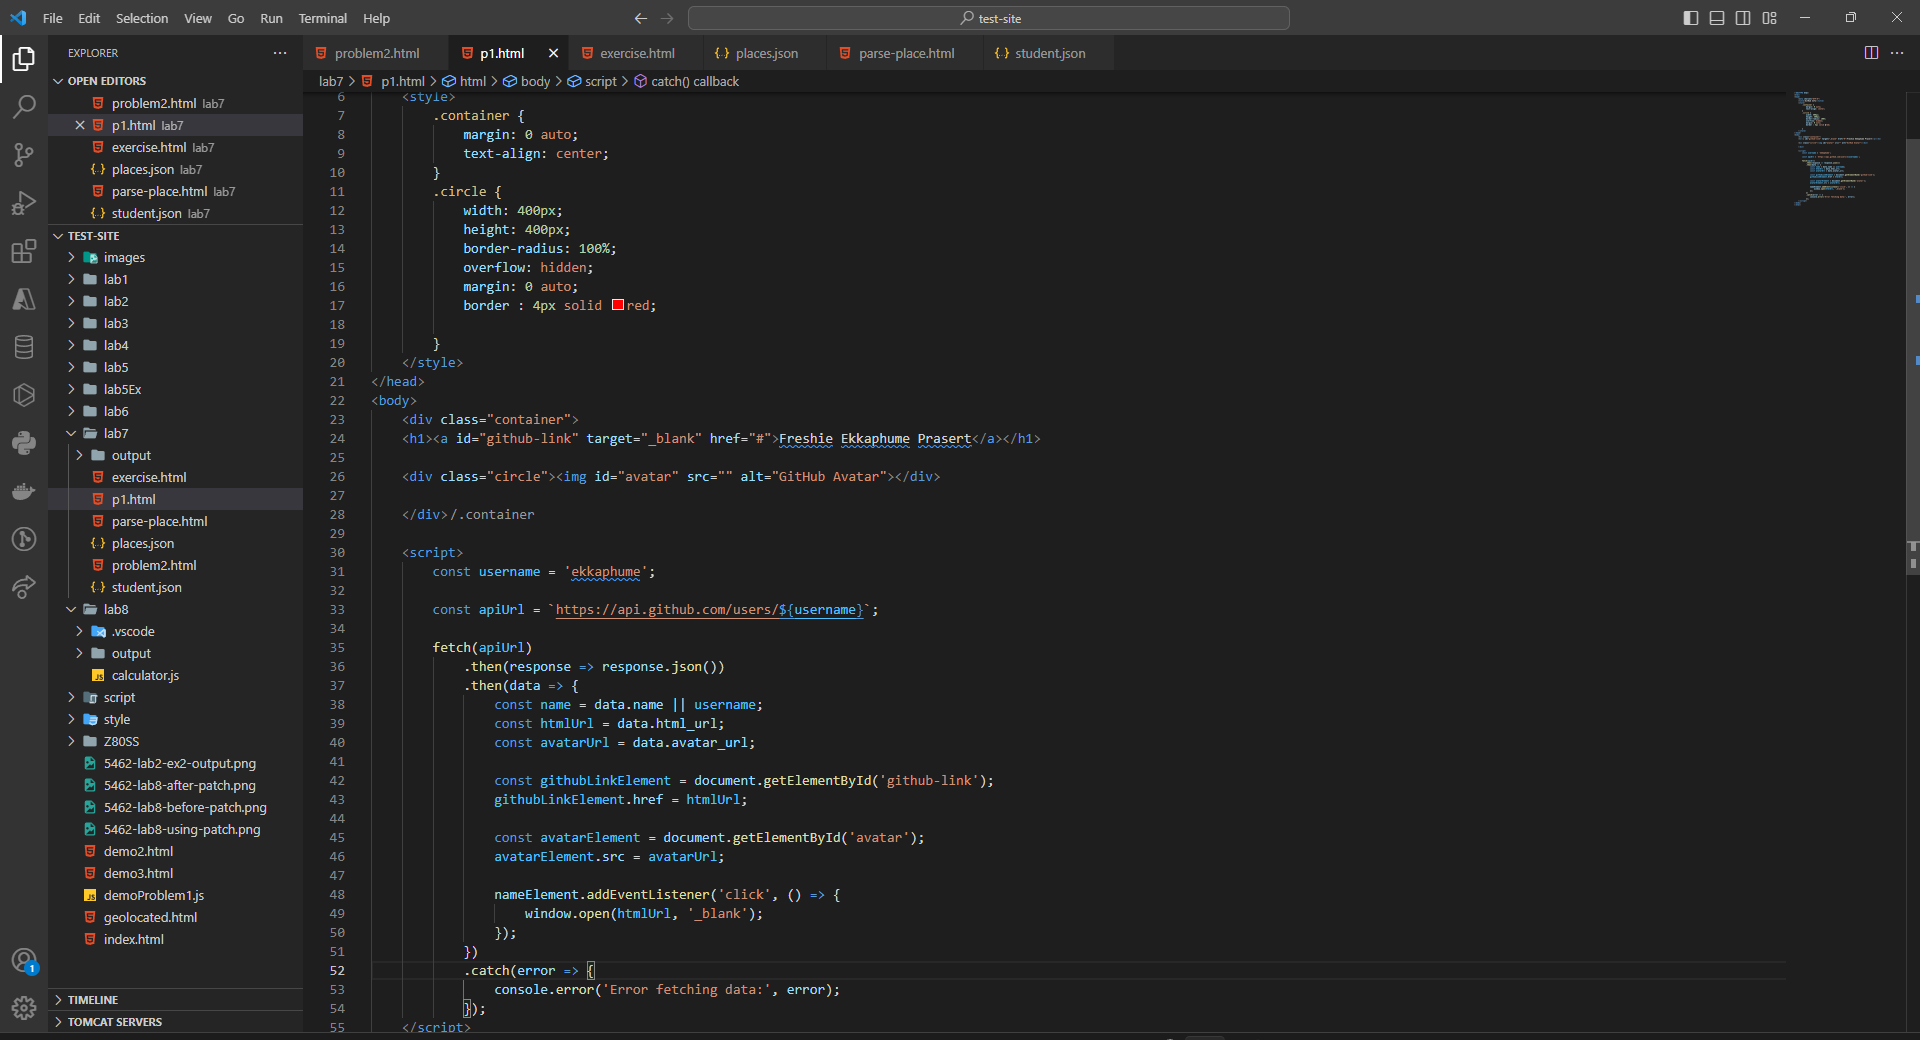 File Edit Selection View Go Run Terminal Help
test-site
EXPLORER
OPEN EDITORS
problem2.html lab7
p1.html lab7
exercise.html lab7
places.json lab7
parse-place.html lab7
student.json lab7
TEST-SITE
images
lab1
lab2
lab3
lab4
lab5
lab5Ex
lab6
lab7
output
exercise.html
p1.html
parse-place.html
places.json
problem2.html
student.json
lab8
.vscode
output
calculator.js
script
style
Z80SS
5462-lab2-ex2-output.png
5462-lab8-after-patch.png
5462-lab8-before-patch.png
5462-lab8-using-patch.png
demo2.html
demo3.html
demoProblem1.js
geolocated.html
index.html
TIMELINE
TOMCAT SERVERS
1
problem2.html p1.html exercise.html places.json parse-place.html student.json
lab7 > p1.html > html > body > script > catch() callback
6 <style>
7 .container {
8 margin: 0 auto;
9 text-align: center;
10 }
11 .circle {
12 width: 400px;
13 height: 400px;
14 border-radius: 100%;
15 overflow: hidden;
16 margin: 0 auto;
17 border : 4px solid red;
18
19 }
20 </style>
21 </head>
22 <body>
23 <div class="container">
24 <h1><a id="github-link" target="_blank" href="#">Freshie Ekkaphume Prasert</a></h1>
25
26 <div class="circle"><img id="avatar" src="" alt="GitHub Avatar"></div>
27
28 </div>/.container
29
30 <script>
31 const username = 'ekkaphume';
32
33 const apiUrl = `https://api.github.com/users/${username}`;
34
35 fetch(apiUrl)
36 .then(response => response.json())
37 .then(data => {
38 const name = data.name || username;
39 const htmlUrl = data.html_url;
40 const avatarUrl = data.avatar_url;
41
42 const githubLinkElement = document.getElementById('github-link');
43 githubLinkElement.href = htmlUrl;
44
45 const avatarElement = document.getElementById('avatar');
46 avatarElement.src = avatarUrl;
47
48 nameElement.addEventListener('click', () => {
49 window.open(htmlUrl, '_blank');
50 });
51 })
52 .catch(error => {
53 console.error('Error fetching data:', error);
54 });
55 </script>